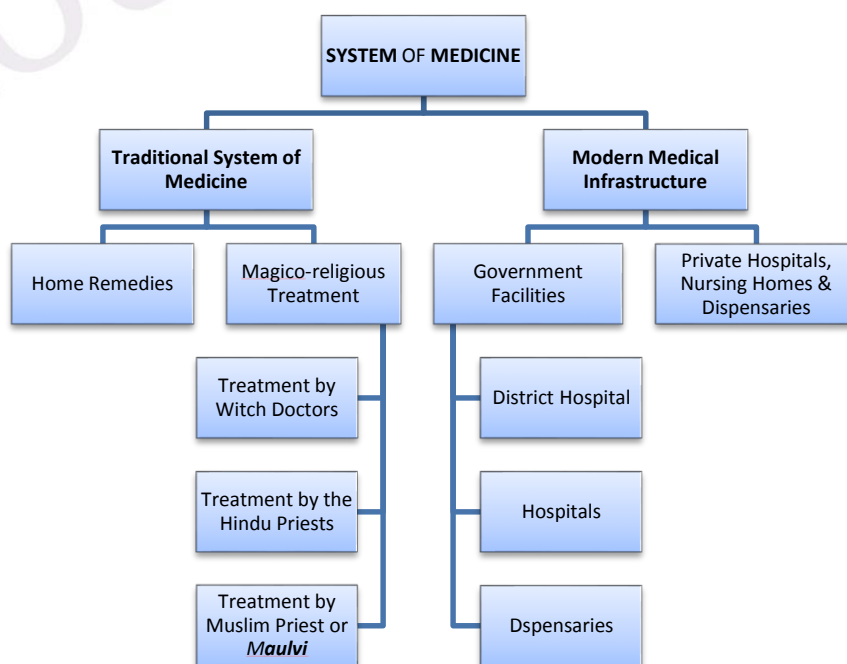 SYSTEM OF MEDICINE
Traditional System of
Medicine
Modern Medical
Infrastructure
Home Remedies
Magico-religious
Treatment
Government
Facilities
Private Hospitals,
Nursing Homes &
Dispensaries
Treatment by
Witch Doctors
District Hospital
Treatment by the
Hindu Priests
Hospitals
Treatment by
Muslim Priest or
Maulvi
Dspensaries